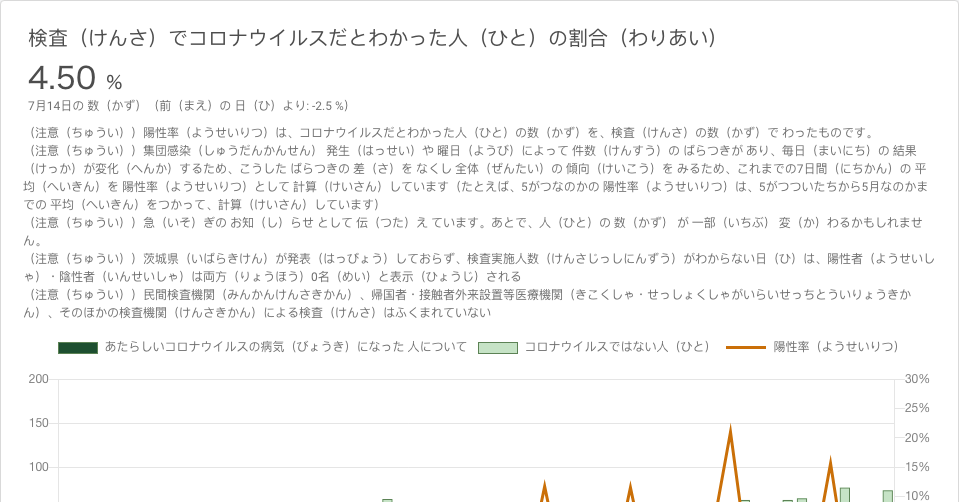 検査（けんさ）でコロナウイルスだとわかった人（ひと）の割合（わりあい）
4.50 %
7月14日の 数（かず）（前（まえ）の 日（ひ）より: -2.5 %）
（注意（ちゅうい））陽性率（ようせいりつ）は、コロナウイルスだとわかった人（ひと）の数（かず）を、検査（けんさ）の数（かず）で わったものです。
（注意（ちゅうい））集団感染（しゅうだんかんせん） 発生（はっせい）や 曜日（ようび）によって 件数（けんすう）の ばらつきが あり、毎日（まいにち）の 結果
（けっか）が変化（へんか）するため、こうした ばらつきの 差（さ）を なくし 全体（ぜんたい）の 傾向（けいこう）を みるため、これまでの7日間（にちかん）の 平
均（へいきん）を 陽性率（ようせいりつ）として 計算（けいさん）しています（たとえば、5がつなのかの 陽性率（ようせいりつ）は、5がつついたちから5月なのかま
での 平均（へいきん）をつかって、計算（けいさん）しています）
（注意（ちゅうい））急（いそ）ぎの お知（し）らせ として 伝（つた）え ています。あとで、人（ひと）の 数（かず） が 一部（いちぶ） 変（か）わるかもしれませ
ん。
（注意（ちゅうい））茨城県（いばらきけん）が発表（はっぴょう）しておらず、検査実施人数（けんさじっしにんずう）がわからない日（ひ）は、陽性者（ようせいし
ゃ）・陰性者（いんせいしゃ）は両方（りょうほう）0名（めい）と表示（ひょうじ）される
（注意（ちゅうい））民間検査機関（みんかんけんさきかん）、帰国者・接触者外来設置等医療機関（きこくしゃ・せっしょくしゃがいらいせっちとういりょうきか
ん）、そのほかの検査機関（けんさきかん）による検査（けんさ）はふくまれていない
あたらしいコロナウイルスの病気（びょうき）になった 人について コロナウイルスではない人（ひと） 陽性率（ようせいりつ）
200 30%
25%
150 20%
100 15%
10%